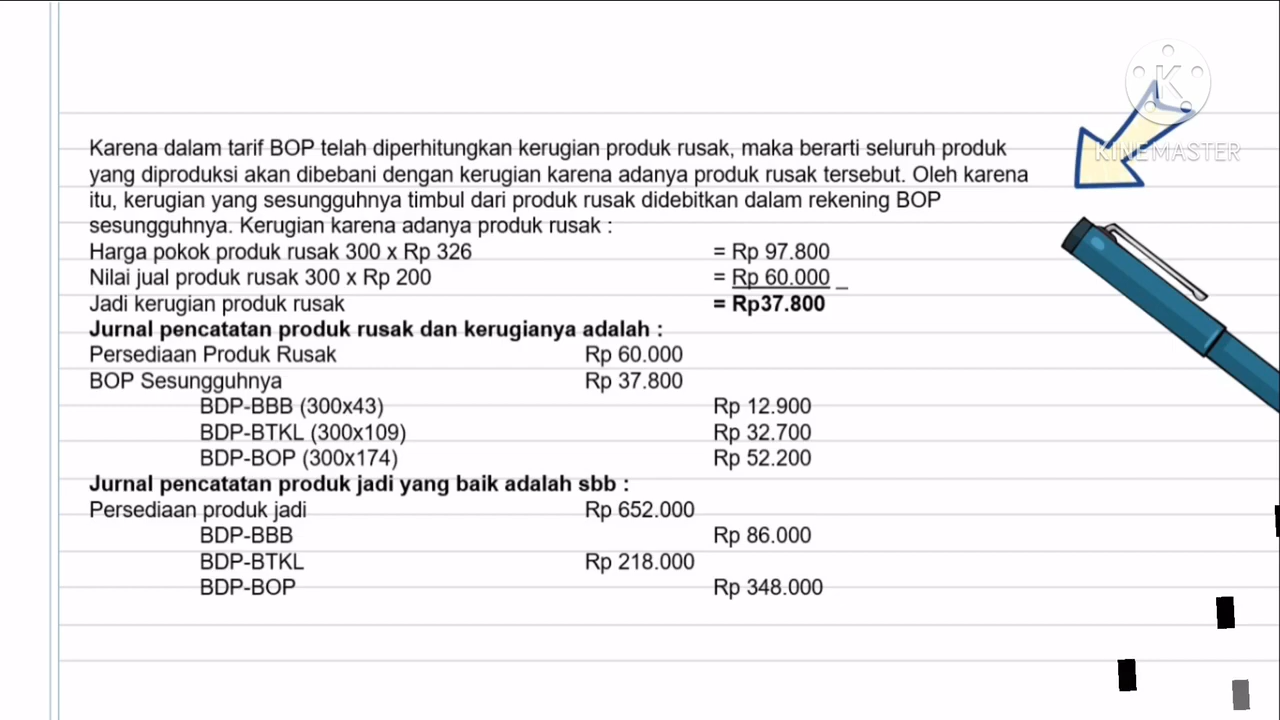 Karena dalam tarif BOP telah diperhitungkan kerugian produk rusak, maka berarti seluruh produk
yang diproduksi akan dibebani dengan kerugian karena adanya produk rusak tersebut. Oleh karena
itu, kerugian yang sesungguhnya timbul dari produk rusak didebitkan dalam rekening BOP
sesungguhnya. Kerugian karena adanya produk rusak :
Harga pokok produk rusak 300 x Rp 326 = Rp 97.800
Nilai jual produk rusak 300 x Rp 200 = Rp 60.000 _
Jadi kerugian produk rusak = Rp37.800
Jurnal pencatatan produk rusak dan kerugianya adalah :
Persediaan Produk Rusak Rp 60.000
BOP Sesungguhnya Rp 37.800
BDP-BBB (300x43) Rp 12.900
BDP-BTKL (300x109) Rp 32.700
BDP-BOP (300x174) Rp 52.200
Jurnal pencatatan produk jadi yang baik adalah sbb :
Persediaan produk jadi Rp 652.000
BDP-BBB Rp 86.000
BDP-BTKL Rp 218.000
BDP-BOP Rp 348.000
K
KINEMASTER